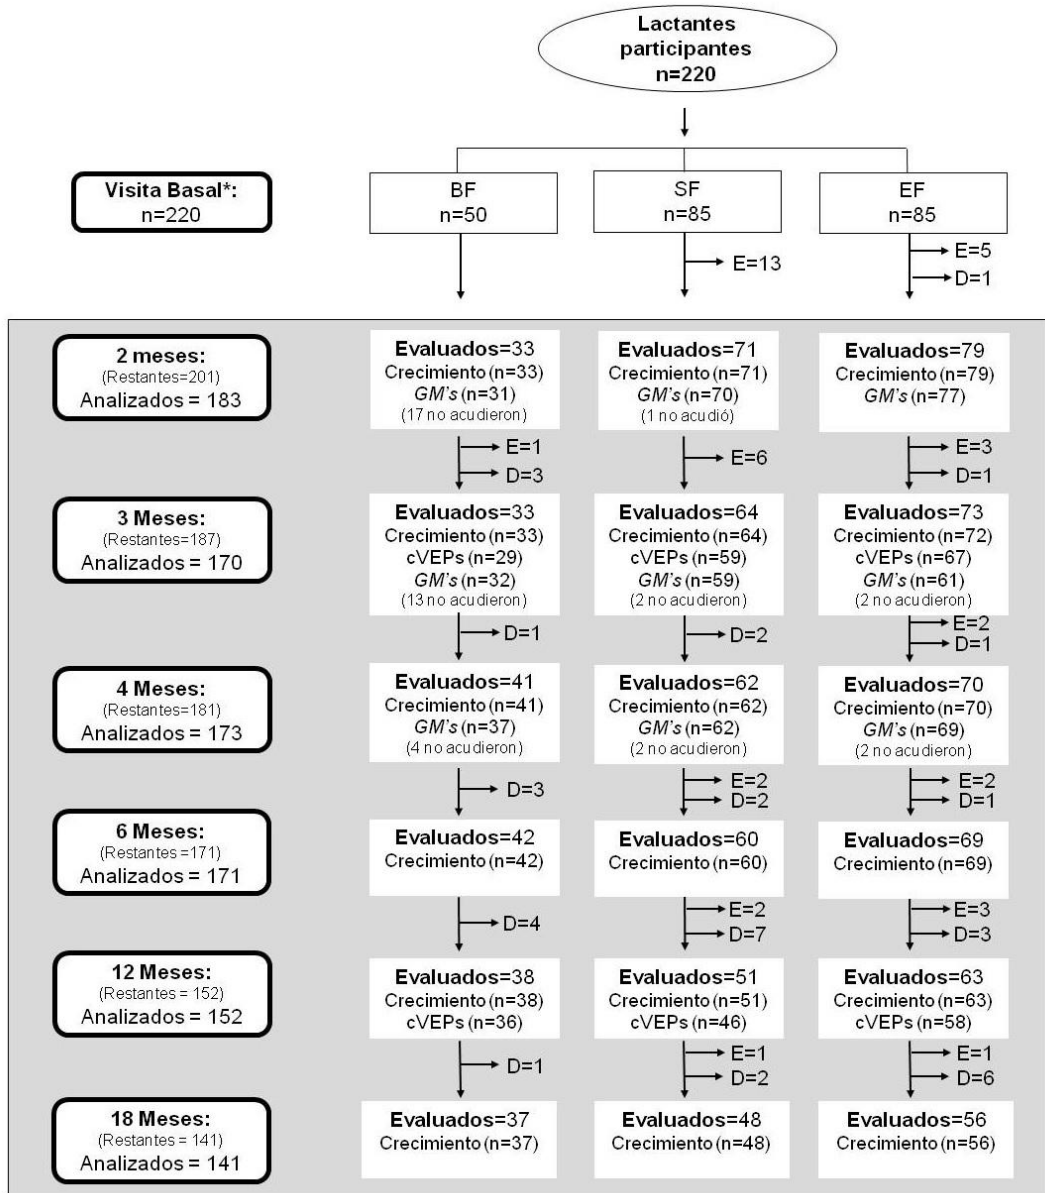 Lactantes
participantes
n=220
Visita Basal*:
n=220
BF
n=50
SF
n=85
EF
n=85
E=13
E=5
D=1
2 meses:
(Restantes=201)
Analizados = 183
Evaluados=33
Crecimiento (n=33)
GM's (n=31)
(17 no acudieron)
Evaluados=71
Crecimiento (n=71)
GM's (n=70)
(1 no acudió)
Evaluados=79
Crecimiento (n=79)
GM's (n=77)
E=1
D=3
E=6
E=3
D=1
3 Meses:
(Restantes=187)
Analizados = 170
Evaluados=33
Crecimiento (n=33)
cVEPs (n=29)
GM's (n=32)
(13 no acudieron)
Evaluados=64
Crecimiento (n=64)
cVEPs (n=59)
GM's (n=59)
(2 no acudieron)
Evaluados=73
Crecimiento (n=72)
cVEPs (n=67)
GM's (n=61)
(2 no acudieron)
D=1
D=2
E=2
D=1
4 Meses:
(Restantes=181)
Analizados = 173
Evaluados=41
Crecimiento (n=41)
GM's (n=37)
(4 no acudieron)
Evaluados=62
Crecimiento (n=62)
GM's (n=62)
(2 no acudieron)
Evaluados=70
Crecimiento (n=70)
GM's (n=69)
(2 no acudieron)
D=3
E=2
D=2
E=2
D=1
6 Meses:
(Restantes =171)
Analizados = 171
Evaluados=42
Crecimiento (n=42)
Evaluados=60
Crecimiento (n=60)
Evaluados=69
Crecimiento (n=69)
D=4
E=2
D=7
E=3
D=3
12 Meses:
(Restantes = 152)
Analizados = 152
Evaluados=38
Crecimiento (n=38)
cVEPs (n=36)
Evaluados=51
Crecimiento (n=51)
cVEPs (n=46)
Evaluados=63
Crecimiento (n=63)
cVEPs (n=58)
D=1
E=1
D=2
E=1
D=6
18 Meses:
(Restantes = 141)
Analizados = 141
Evaluados=37
Crecimiento (n=37)
Evaluados=48
Crecimiento (n=48)
Evaluados=56
Crecimiento (n=56)